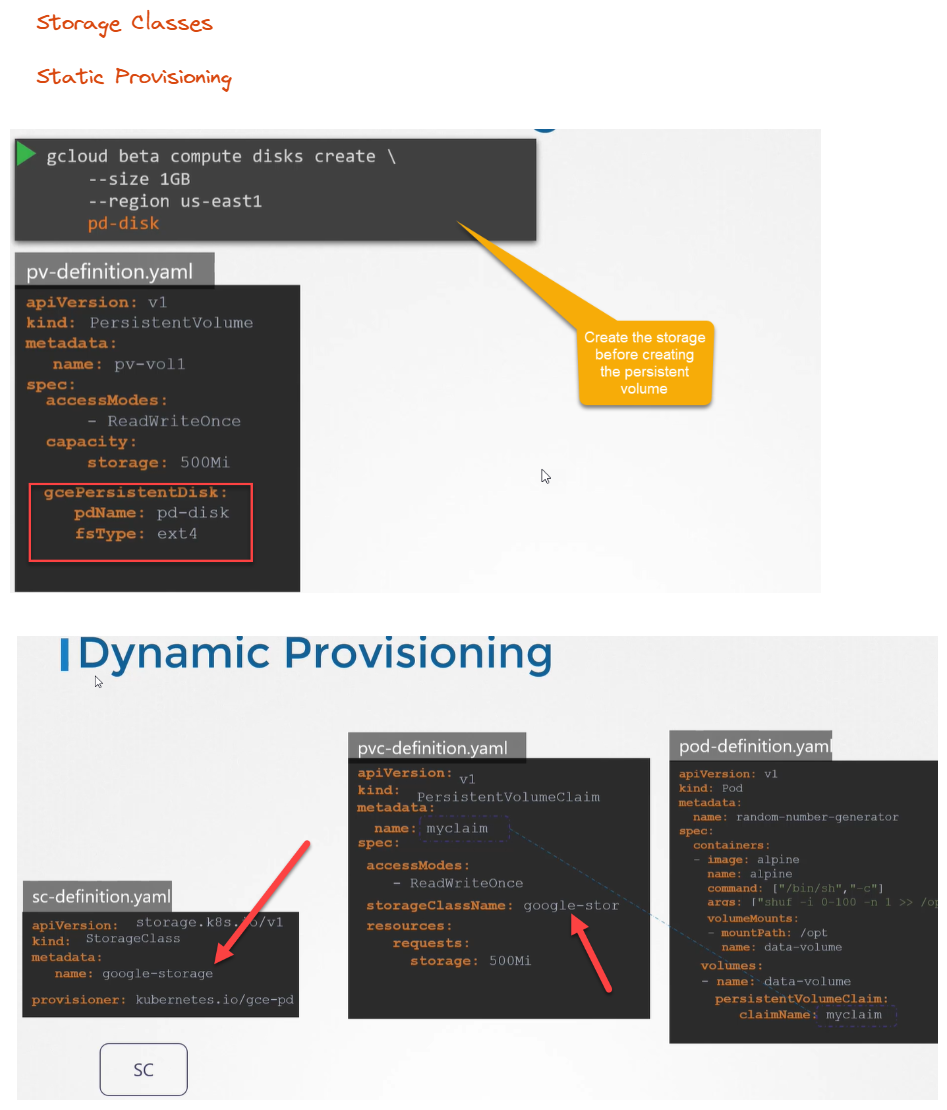 Storage Classes
Static Provisioning
gcloud beta compute disks create \
--size 1GB
--region us-east1
pd-disk
pv-definition.yaml
apiVersion: v1
kind: PersistentVolume
metadata:
name: pv-vol1
spec:
accessModes:
- ReadWriteOnce
capacity:
storage: 500Mi
gcePersistentDisk:
pdName: pd-disk
fsType: ext4
Create the storage
before creating
the persistent
volume
Dynamic Provisioning
sc-definition.yaml
apiVersion: storage.k8s.io/v1
kind: StorageClass
metadata:
name: google-storage
provisioner: kubernetes.io/gce-pd
SC
pvc-definition.yaml
apiVersion: v1
kind: PersistentVolumeClaim
metadata:
name: myclaim
spec:
accessModes:
- ReadWriteOnce
storageClassName: google-stor
resources:
requests:
storage: 500Mi
pod-definition.yaml
apiVersion: v1
kind: Pod
metadata:
name: random-number-generator
spec:
containers:
- image: alpine
name: alpine
command: ["/bin/sh","-c"]
args: ["shuf -i 0-100 -n 1 >> /op
volumeMounts:
- mountPath: /opt
name: data-volume
volumes:
- name: data-volume
persistentVolumeClaim:
claimName: myclaim